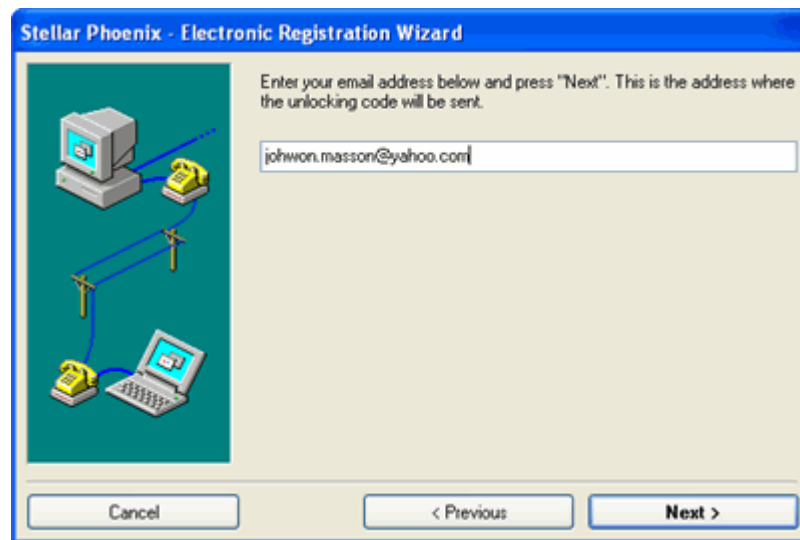 Stellar Phoenix - Electronic Registration Wizard
Enter your email address below and press "Next". This is the address where
the unlocking code will be sent.
johwon.masson@yahoo.com
Cancel
< Previous
Next >